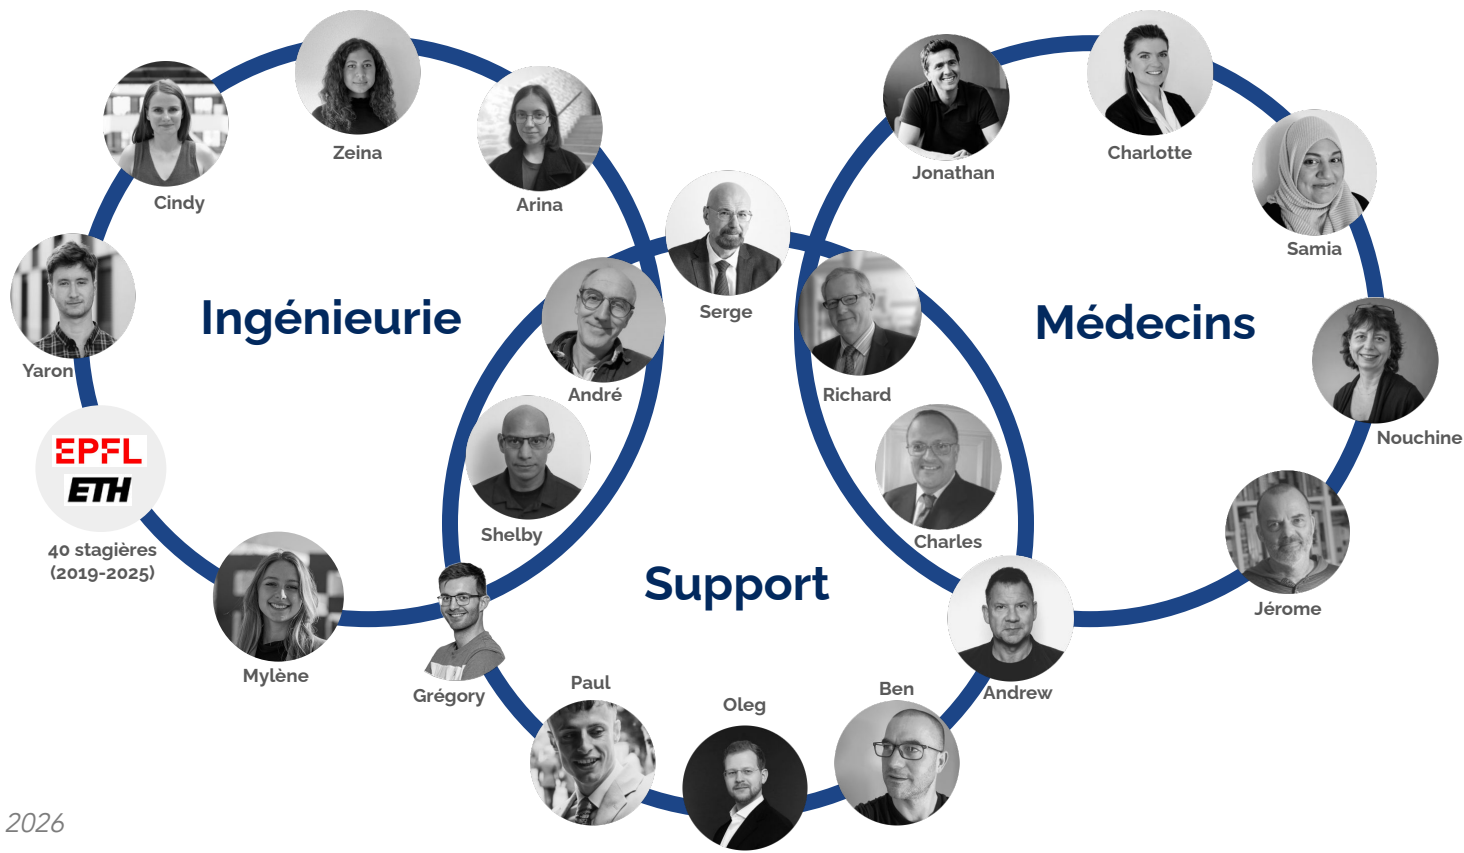 Zeina
Charlotte
Jonathan
Cindy
Arina
Samia
Serge
Ingénieurie
Médecins
Yaron
André
Richard
Nouchine
EPFL
ETH
Shelby
Charles
40 stagières
(2019-2025)
Support
Jérome
Mylène
Grégory
Paul
Oleg
Ben
Andrew
2026